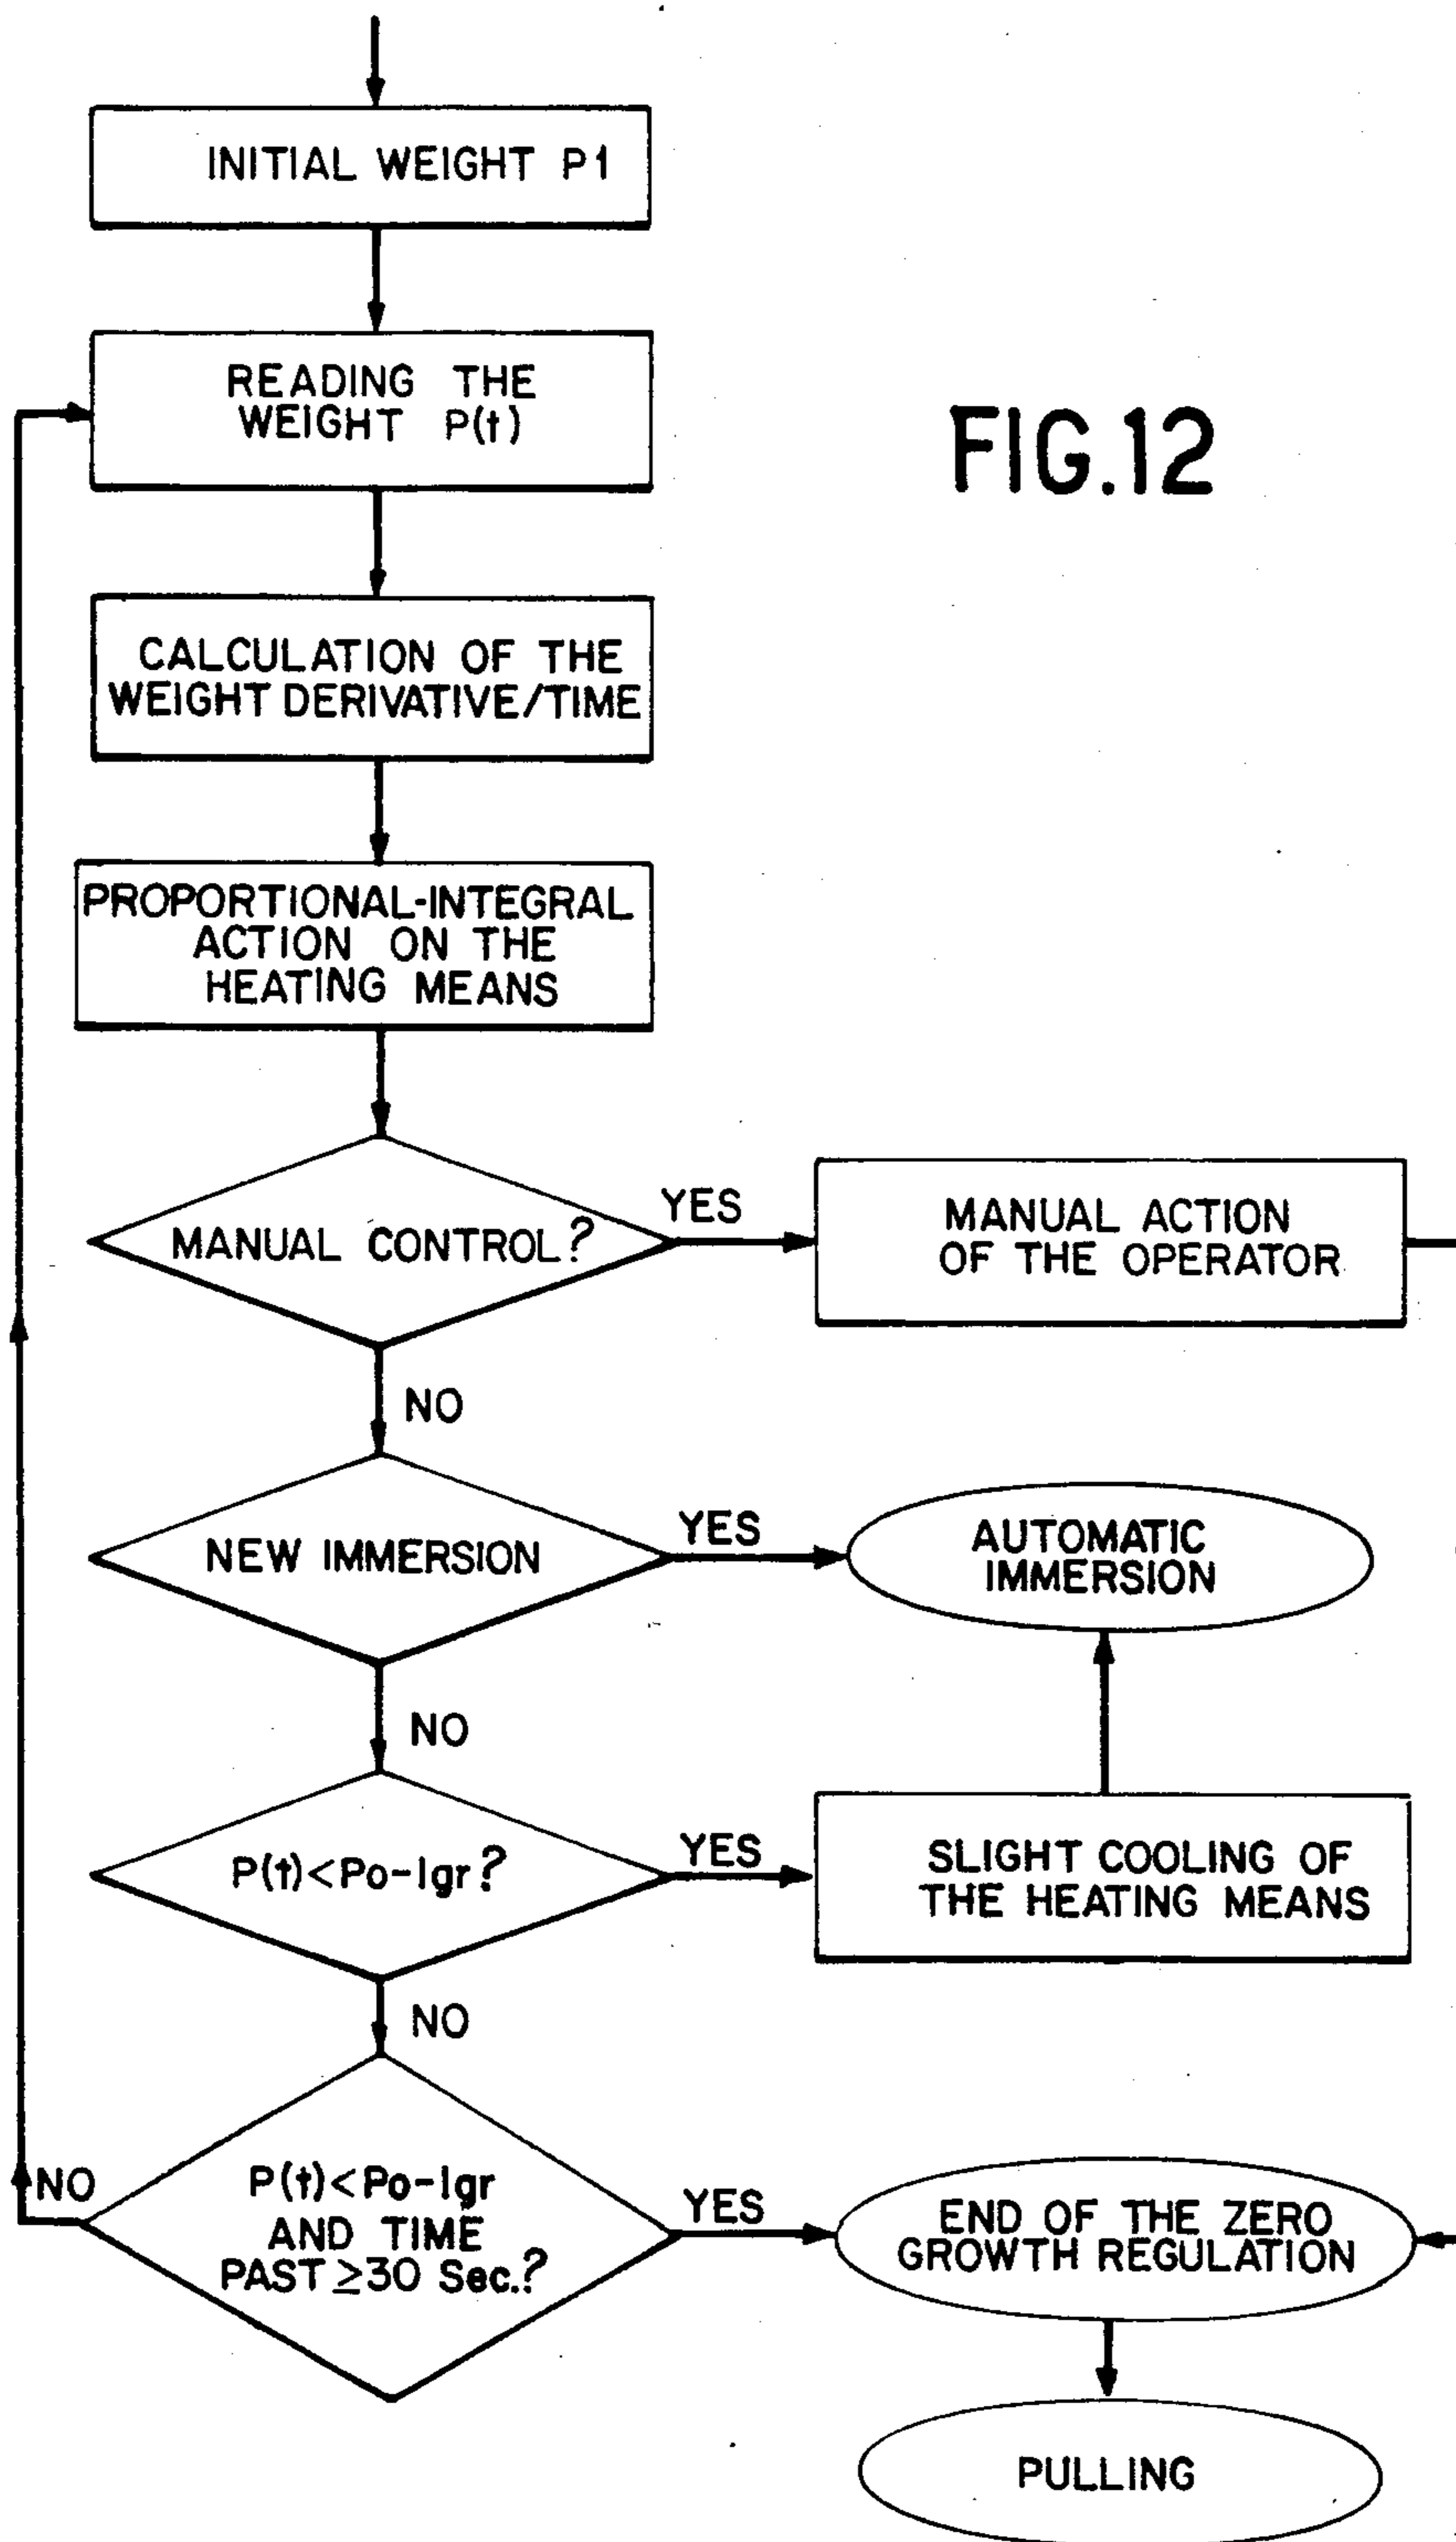 INITIAL WEIGHT P1
READING THE
WEIGHT P(t)
FIG.12
CALCULATION OF THE
WEIGHT DERIVATIVE/TIME
PROPORTIONAL-INTEGRAL
ACTION ON THE
HEATING MEANS
MANUAL CONTROL?
YES
MANUAL ACTION
OF THE OPERATOR
NO
NEW IMMERSION
YES
AUTOMATIC
IMMERSION
NO
P(t)<Po-1gr?
YES
SLIGHT COOLING OF
THE HEATING MEANS
NO
P(t)<Po-1gr
AND TIME
PAST ≥30 Sec.?
NO
YES
END OF THE ZERO
GROWTH REGULATION
PULLING